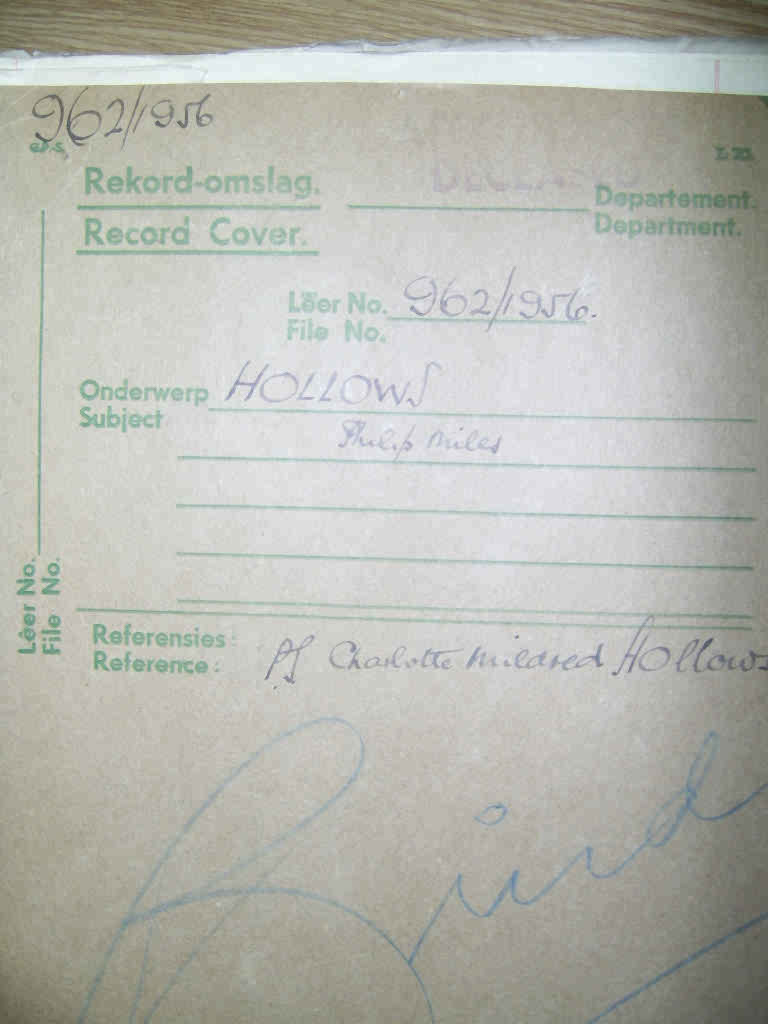 962/1956
Rekord-omslag.
Record Cover.
Departement.
Department.
Lêer No.
File No.
962/1956.
Onderwerp
Subject
HOLLOWS
Philip Miles
Lêer No.
File No.
Referensies:
Reference:
Charlotte Mildred Hollows
Bind